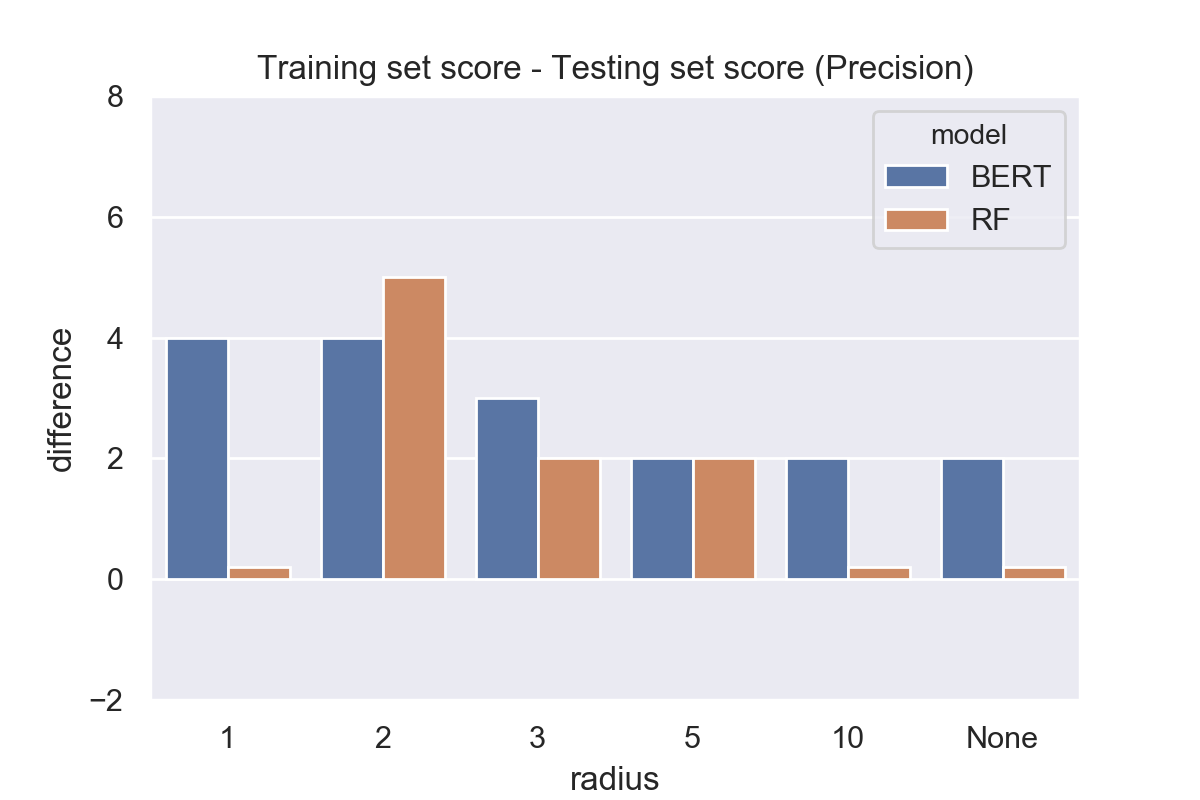 Training set score - Testing set score (Precision)
8
6
4
2
0
−2
difference
model
BERT
RF
1 2 3 5 10 None
radius